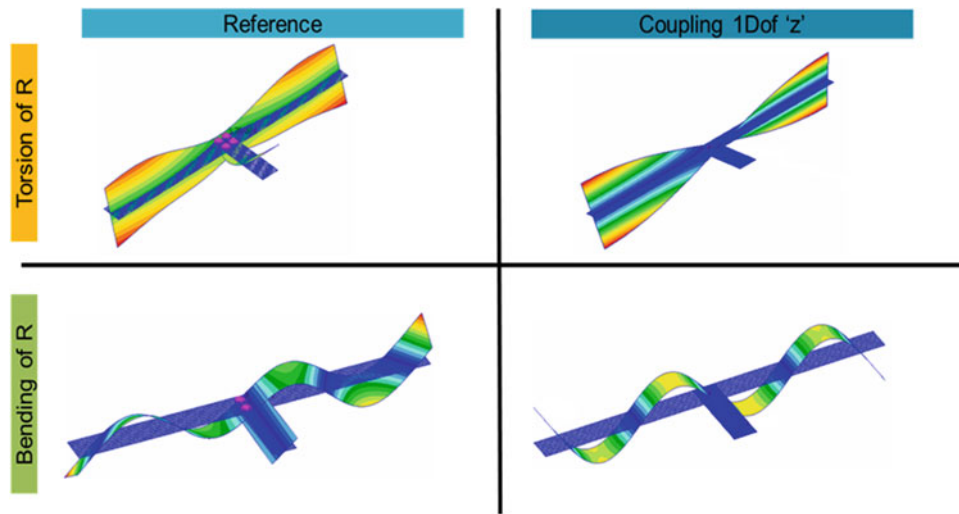 Reference
Coupling 1Dof ‘z’
Torsion of R
Bending of R